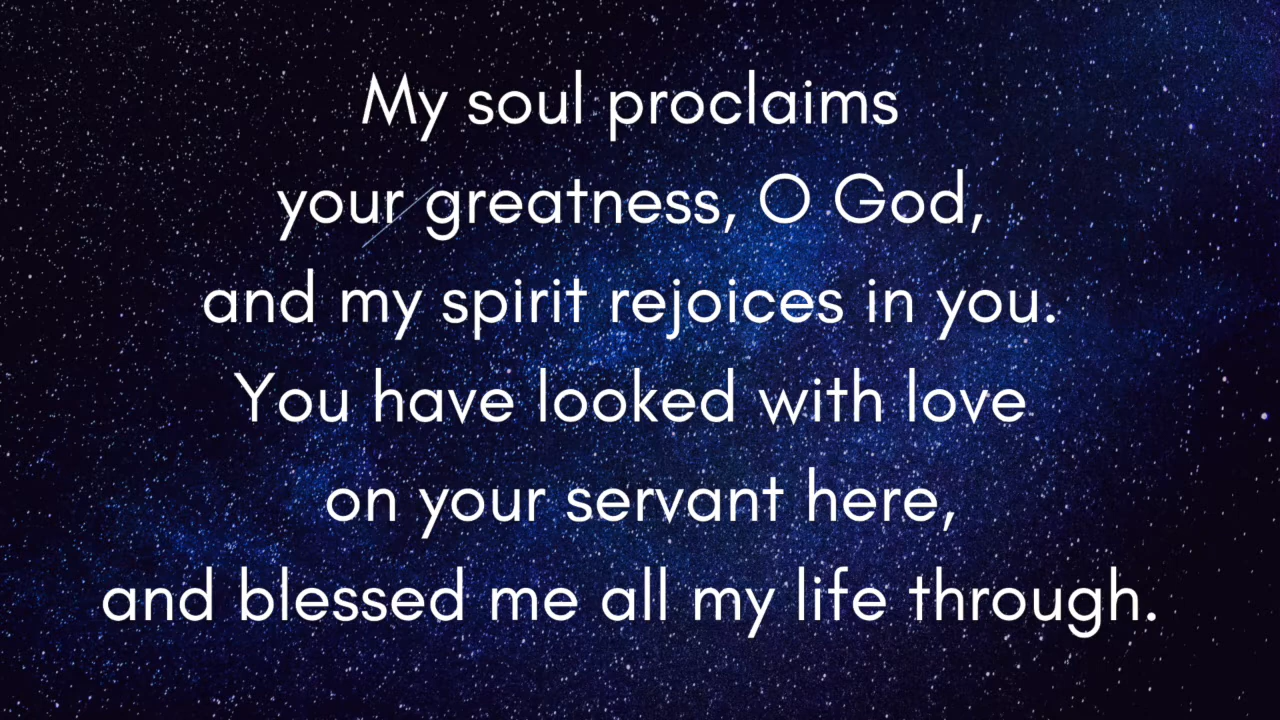 My soul proclaims
your greatness, O God,
and my spirit rejoices in you.
You have looked with love
on your servant here,
and blessed me all my life through.